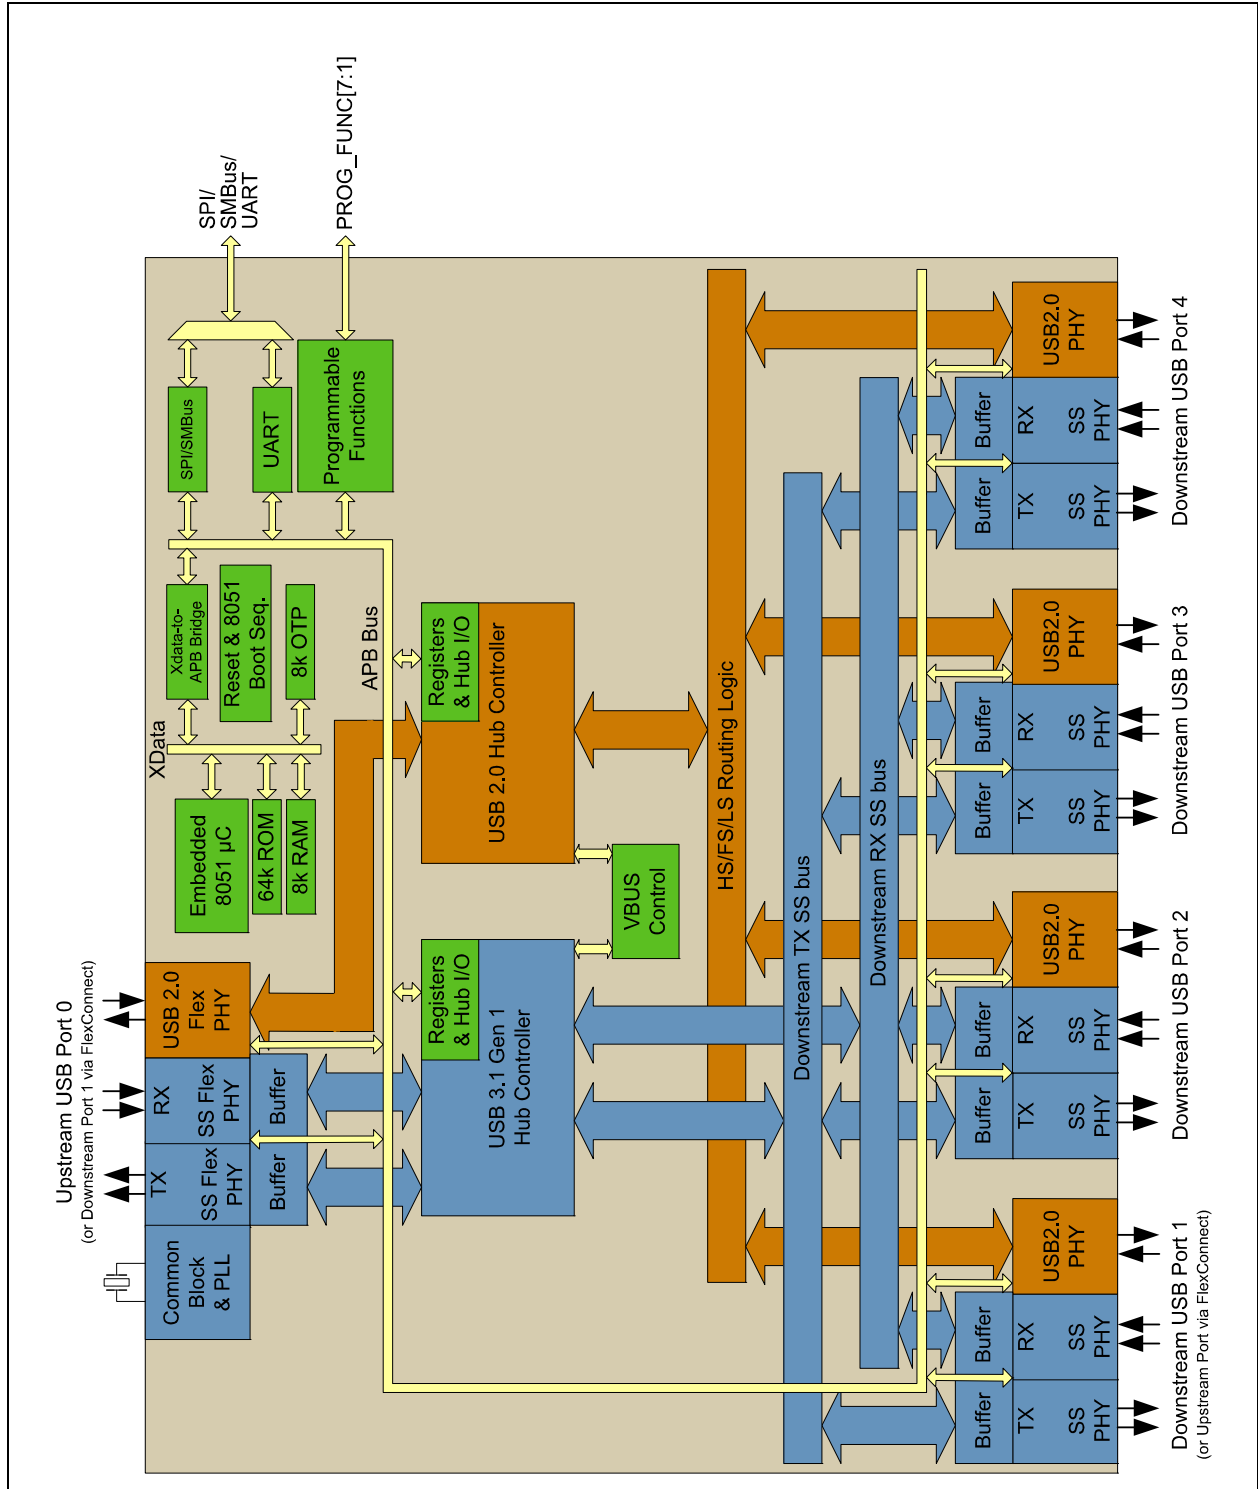 Upstream USB Port 0
(or Downstream Port 1 via FlexConnect)
Common
Block
& PLL
TX
SS Flex
PHY
Buffer
RX
SS Flex
PHY
Buffer
USB 2.0
Flex
PHY
Embedded
8051 µC
64k ROM
8k RAM
XData
Xdata-to-
APB Bridge
Reset & 8051
Boot Seq.
8k OTP
SPI/SMBus
UART
Programmable
Functions
SPI/
SMBus/
UART
PROG_FUNC[7:1]
APB Bus
Registers
& Hub I/O
USB 3.1 Gen 1
Hub Controller
Registers
& Hub I/O
USB 2.0 Hub Controller
VBUS
Control
HS/FS/LS Routing Logic
Downstream TX SS bus
Downstream RX SS bus
Buffer
TX
SS
PHY
Buffer
RX
SS
PHY
USB2.0
PHY
Downstream USB Port 1
(or Upstream Port via FlexConnect)
Buffer
TX
SS
PHY
Buffer
RX
SS
PHY
USB2.0
PHY
Downstream USB Port 2
Buffer
TX
SS
PHY
Buffer
RX
SS
PHY
USB2.0
PHY
Downstream USB Port 3
Buffer
TX
SS
PHY
Buffer
RX
SS
PHY
USB2.0
PHY
Downstream USB Port 4